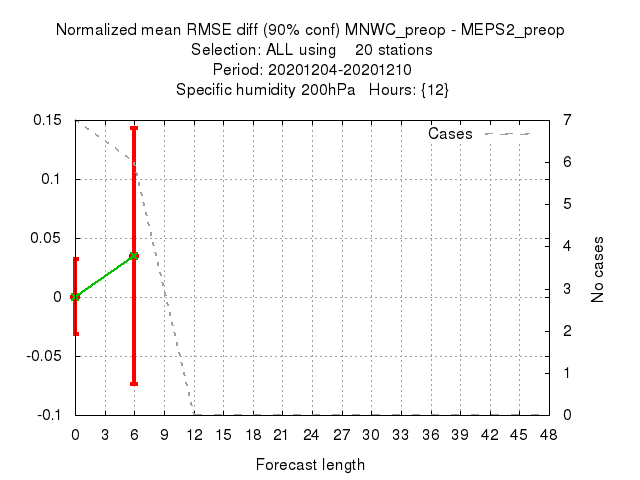 Normalized mean RMSE diff (90% conf) MNWC_preop - MEPS2_preop
Selection: ALL using    20 stations
Period: 20201204-20201210
Specific humidity 200hPa   Hours: {12}
Cases
0.15
0.1
0.05
0
-0.05
-0.1
7
6
5
4
3
2
1
0
No cases
0 3 6 9 12 15 18 21 24 27 30 33 36 39 42 45 48
Forecast length